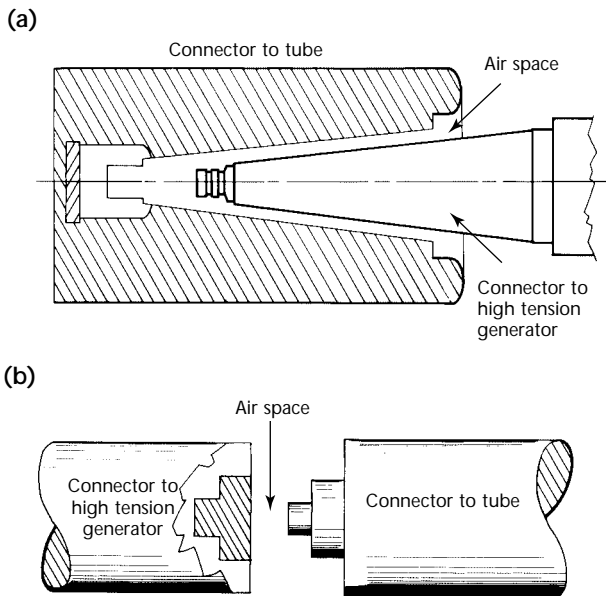 (a)
Connector to tube
Air space
Connector to
high tension
generator
(b)
Air space
Connector to
high tension
generator
Connector to tube